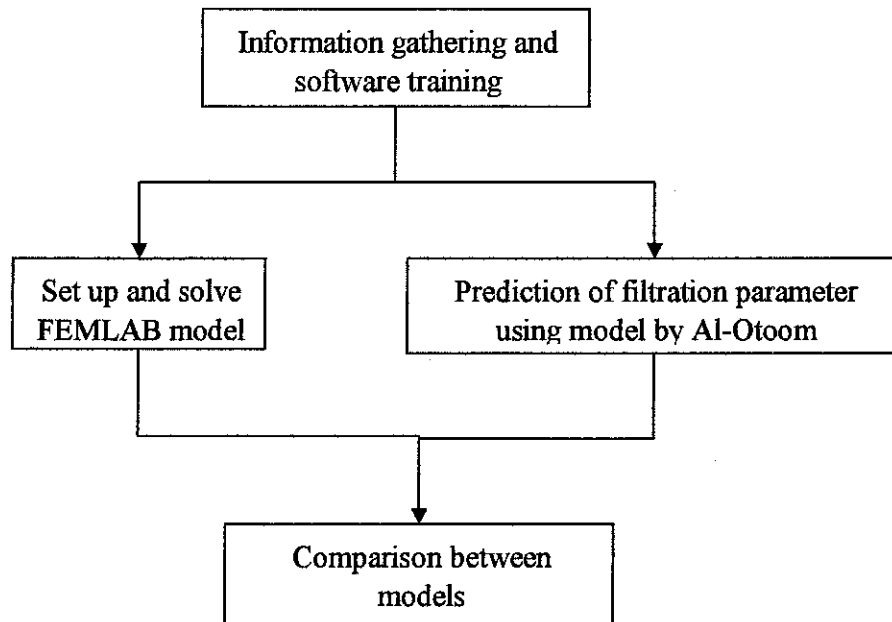 Information gathering and
software training
Set up and solve
FEMLAB model
Prediction of filtration parameter
using model by Al-Otoom
Comparison between
models